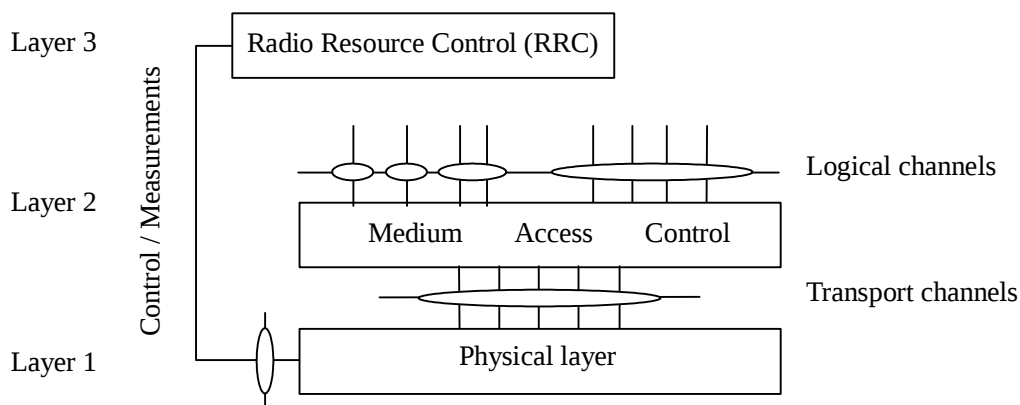 Layer 3
Radio Resource Control (RRC)
Control / Measurements
Logical channels
Layer 2
Medium Access Control
Transport channels
Layer 1
Physical layer